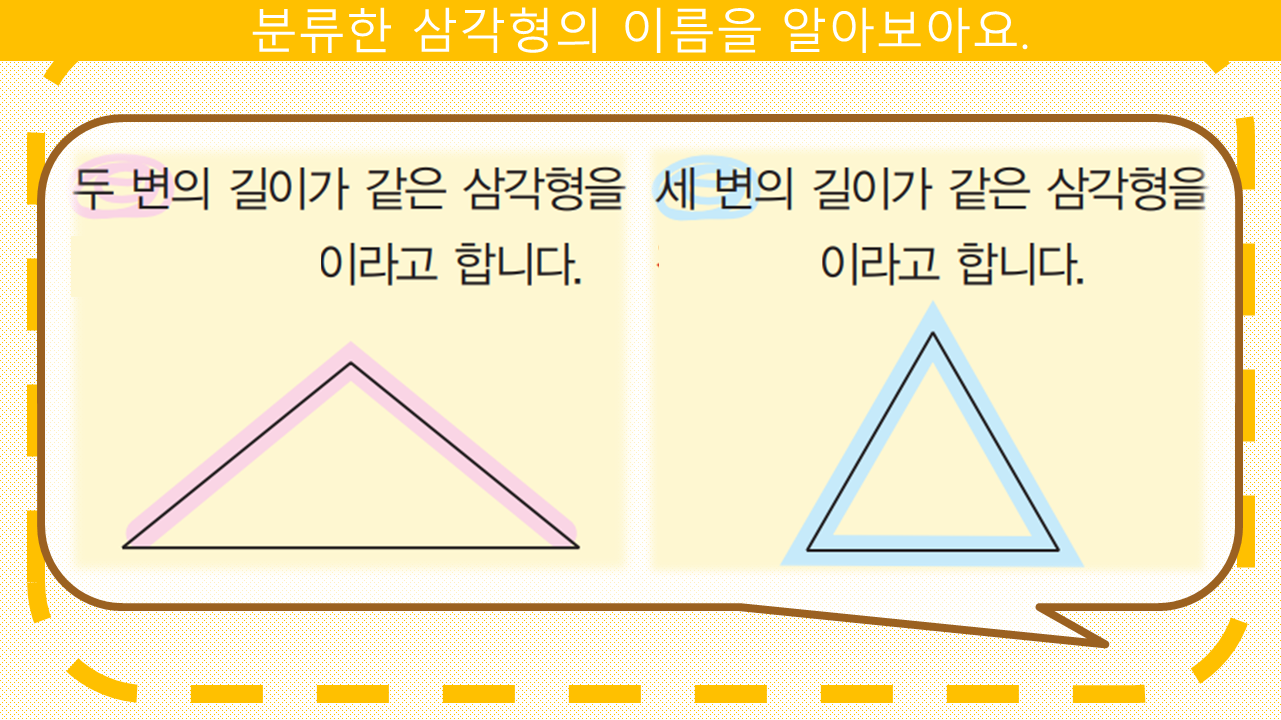 분류한 삼각형의 이름을 알아보아요.
두 변의 길이가 같은 삼각형을
이라고 합니다.
세 변의 길이가 같은 삼각형을
이라고 합니다.